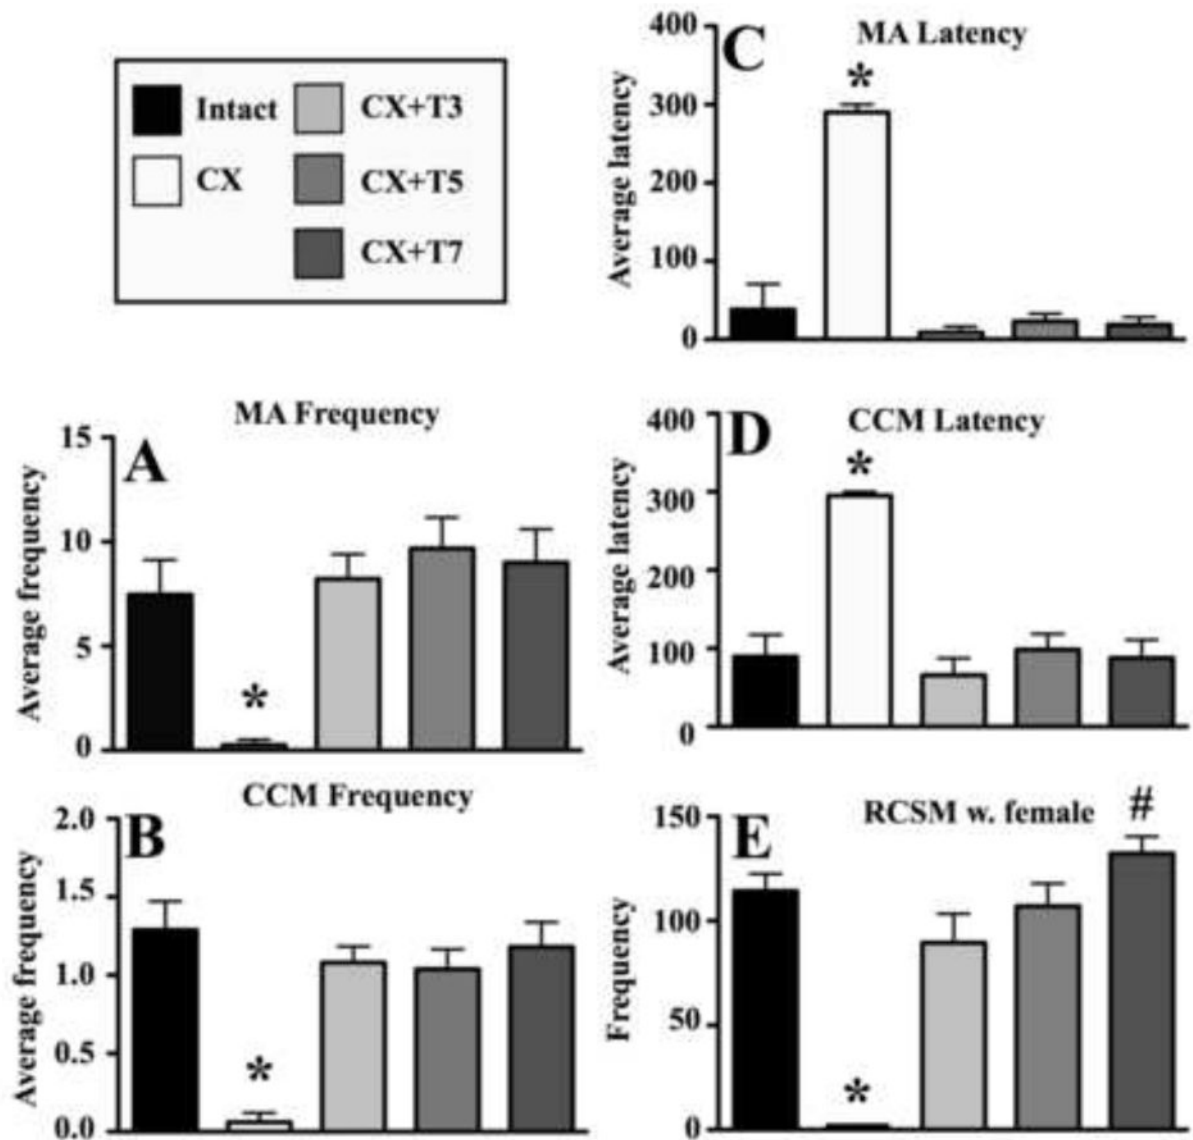 Intact
CX+T3
CX
CX+T5
CX+T7
C
MA Latency
*
Average latency
400
300
200
100
0
A
MA Frequency
*
Average frequency
15
10
5
0
D
CCM Latency
*
Average latency
400
300
200
100
0
B
CCM Frequency
*
Average frequency
2.0
1.5
1.0
0.5
0.0
E
RCSM w. female
#
*
Frequency
150
100
50
0